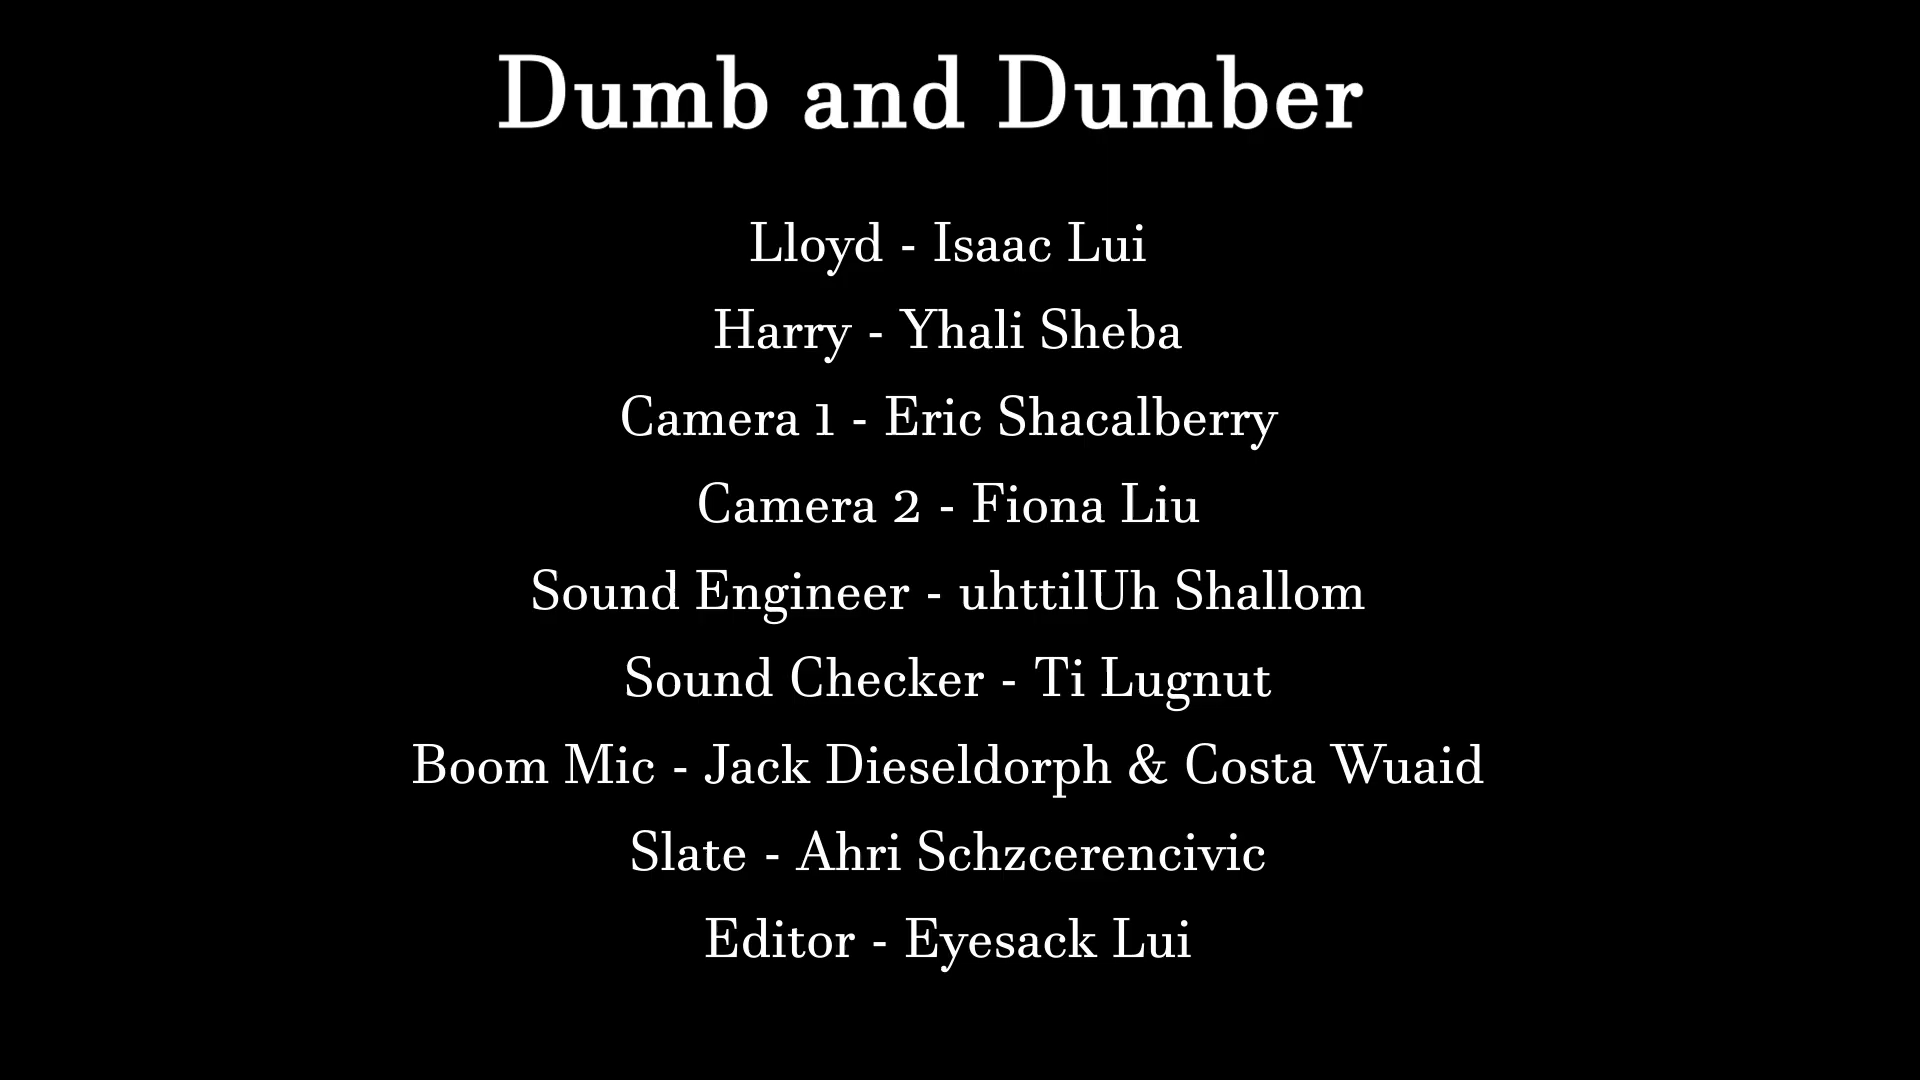 Dumb and Dumber
Lloyd - Isaac Lui
Harry - Yhali Sheba
Camera 1 - Eric Shacalberry
Camera 2 - Fiona Liu
Sound Engineer - uhttilUh Shallom
Sound Checker - Ti Lugnut
Boom Mic - Jack Dieseldorph & Costa Wuaid
Slate - Ahri Schzcerencivic
Editor - Eyesack Lui